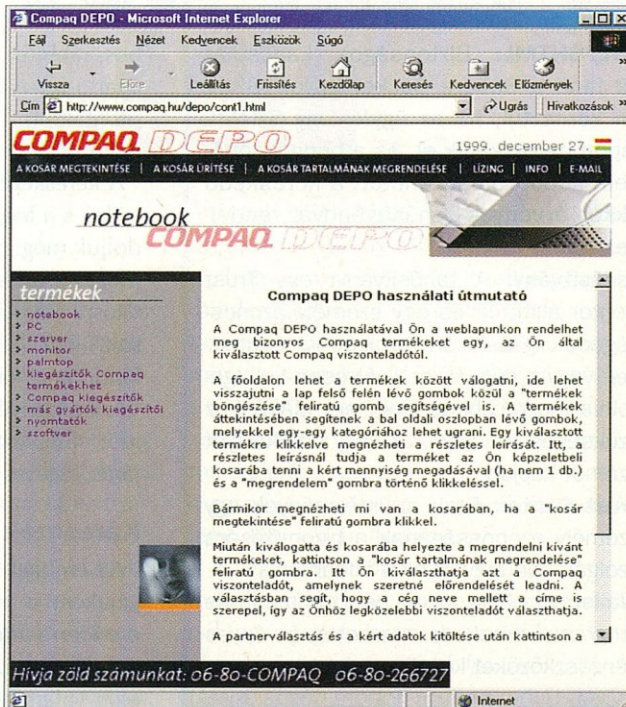 Compaq DEPO - Microsoft Internet Explorer
Fájl Szerkesztés Nézet Kedvencek Eszközök Súgó
Vissza Előre Leállítás Frissítés Kezdőlap Keresés Kedvencek Előzmények
Cím http://www.compaq.hu/depo/cont1.html Ugrás Hivatkozások
COMPAQ DEPO 1999. december 27.
A KOSÁR MEGTEKINTÉSE | A KOSÁR ÜRÍTÉSE | A KOSÁR TARTALMÁNAK MEGRENDELÉSE | LÍZING | INFO | E-MAIL
notebook
COMPAQ DEPO
termékek
notebook
PC
szerver
monitor
palmtop
kiegészítők Compaq
termékekhez
Compaq kiegészítők
más gyártók kiegészítői
nyomtatók
szoftver
Compaq DEPO használati útmutató
A Compaq DEPO használatával Ön a weblapunkon rendelhet
meg bizonyos Compaq termékeket egy, az Ön által
kiválasztott Compaq viszonteladótól.
A főoldalon lehet a termékek között válogatni, ide lehet
visszajutni a lap felső felén lévő gombok közül a "termékek
böngészése" feliratú gomb segítségével is. A termékek
áttekintésében segítenek a bal oldali oszlopban lévő gombok,
melyekkel egy-egy kategóriához lehet ugrani. Egy kiválasztott
termékre klikkelve megnézheti a részletes leírását. Itt, a
részletes leírásnál tudja a terméket az Ön képzeletbeli
kosarába tenni a kért mennyiség megadásával (ha nem 1 db.)
és a "megrendelem" gombra történő klikkeléssel.
Bármikor megnézheti mi van a kosarában, ha a "kosár
megtekintése" feliratú gombra klikkel.
Miután kiválogatta és kosarába helyezte a megrendelni kívánt
termékeket, kattintson a "kosár tartalmának megrendelése"
feliratú gombra. Itt Ön kiválaszthatja azt a Compaq
viszonteladót, amelynek szeretné előrendelését leadni. A
választásban segít, hogy a cég neve mellett a címe is
szerepel, így az Önhöz legközelebbi viszonteladót választhatja.
A partnerválasztás és a kért adatok kitöltése után kattintson a
Hívja zöld számunkat: 06-80-COMPAQ 06-80-266727
Internet